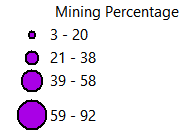 Mining Percentage
3 - 20
21 - 38
39 - 58
59 - 92